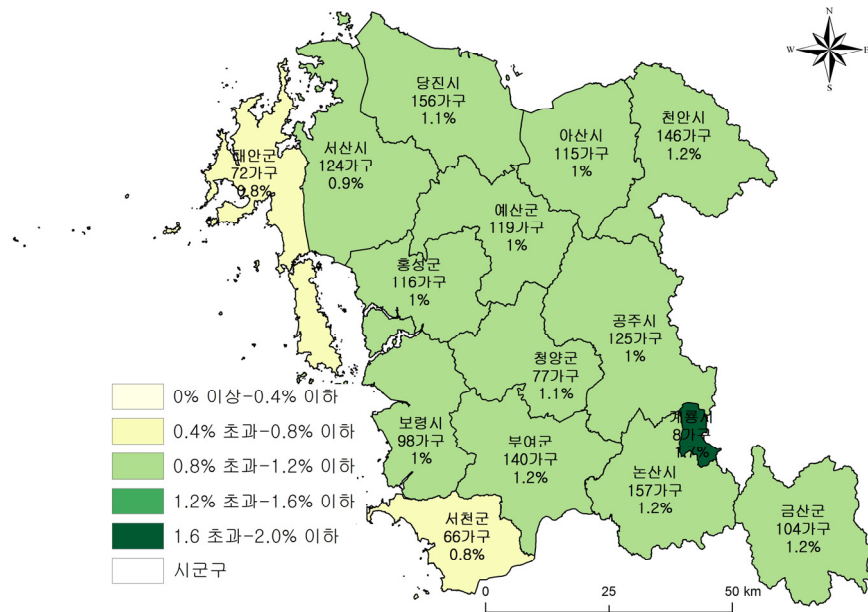 N
W
E
S
당진시
156가구
1.1%
천안시
146가구
1.2%
아산시
115가구
1%
서산시
124가구
0.9%
태안군
72가구
0.8%
예산군
119가구
1%
홍성군
116가구
1%
공주시
125가구
1%
청양군
77가구
1.1%
계룡시
8가구
1.7%
보령시
98가구
1%
부여군
140가구
1.2%
논산시
157가구
1.2%
금산군
104가구
1.2%
서천군
66가구
0.8%
0% 이상-0.4% 이하
0.4% 초과-0.8% 이하
0.8% 초과-1.2% 이하
1.2% 초과-1.6% 이하
1.6 초과-2.0% 이하
시군구
0 25 50 km